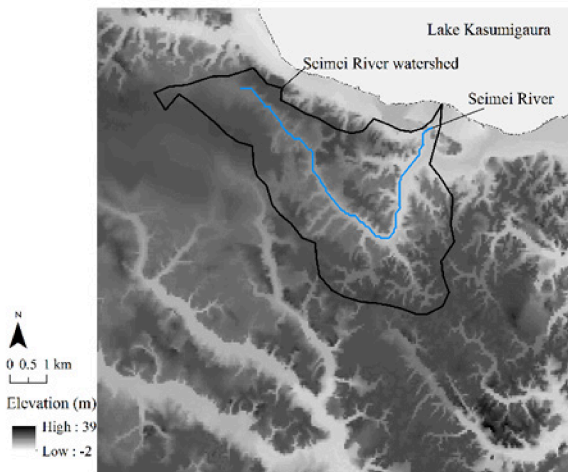 Lake Kasumigaura
Seimei River watershed
Seimei River
N
0 0.5 1 km
Elevation (m)
High : 39
Low : -2